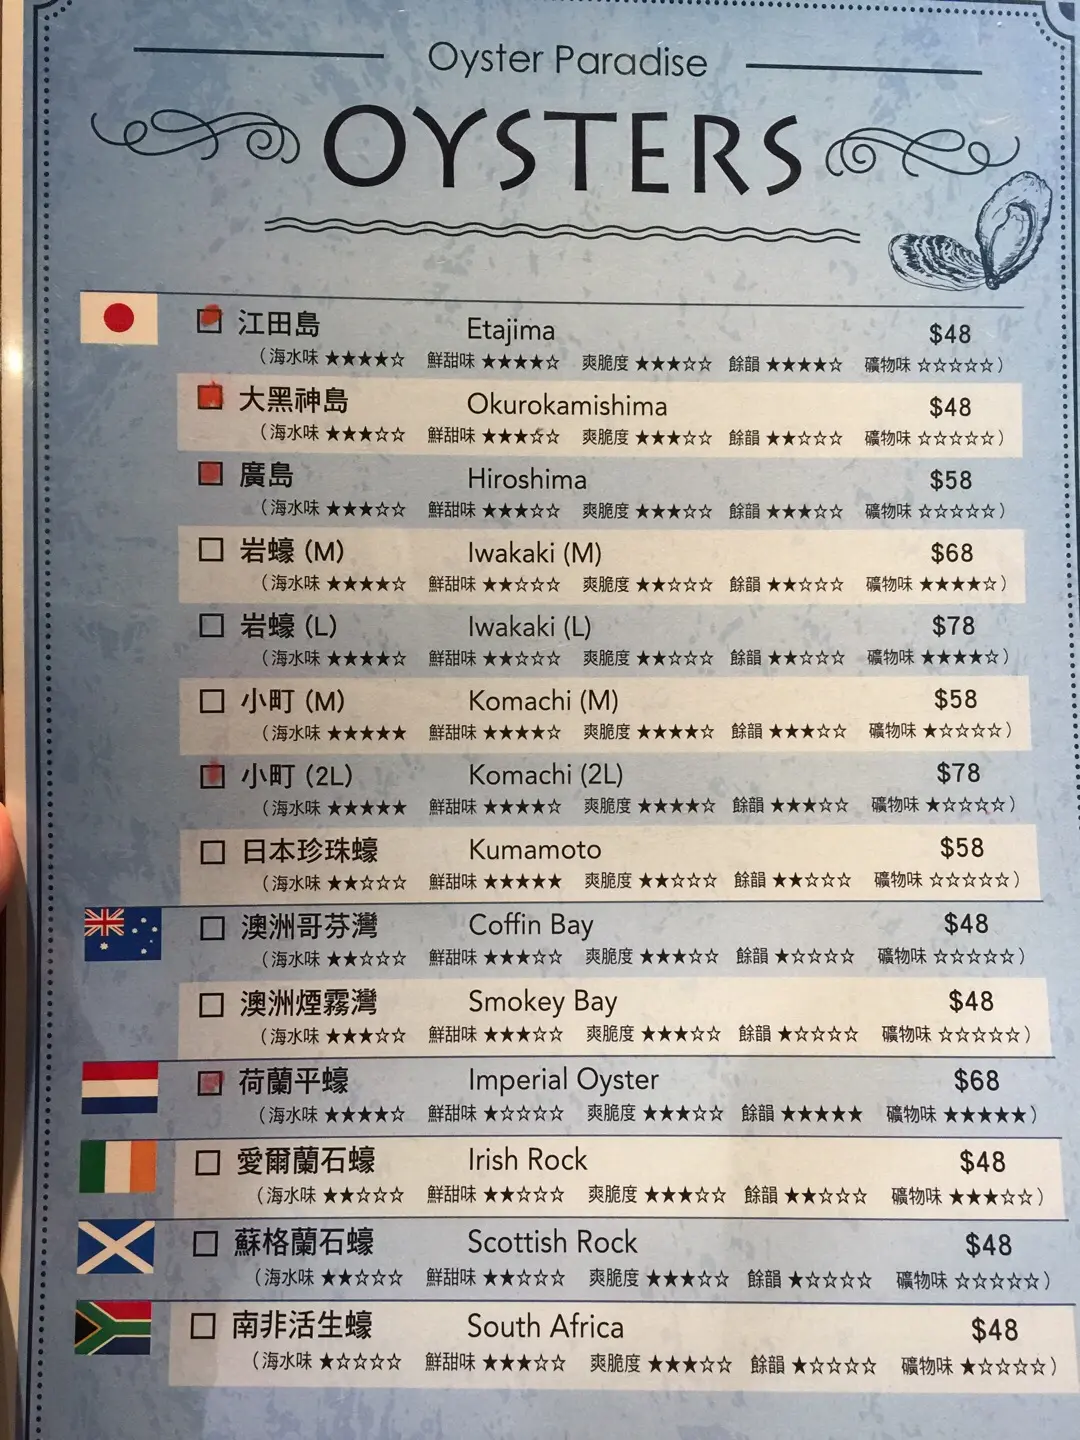 Oyster Paradise
OYSTERS
江田島 Etajima $48
（海水味 ★★★★☆ 鮮甜味 ★★★★☆ 爽脆度 ★★★☆☆ 餘韻 ★★★★☆ 礦物味 ☆☆☆☆☆）
大黑神島 Okurokamishima $48
（海水味 ★★★☆☆ 鮮甜味 ★★★☆☆ 爽脆度 ★★★☆☆ 餘韻 ★★☆☆☆ 礦物味 ☆☆☆☆☆）
廣島 Hiroshima $58
（海水味 ★★★☆☆ 鮮甜味 ★★★☆☆ 爽脆度 ★★★☆☆ 餘韻 ★★★☆☆ 礦物味 ☆☆☆☆☆）
岩蠔 (M) Iwakaki (M) $68
（海水味 ★★★★☆ 鮮甜味 ★★☆☆☆ 爽脆度 ★★☆☆☆ 餘韻 ★★☆☆☆ 礦物味 ★★★★☆）
岩蠔 (L) Iwakaki (L) $78
（海水味 ★★★★☆ 鮮甜味 ★★☆☆☆ 爽脆度 ★★☆☆☆ 餘韻 ★★☆☆☆ 礦物味 ★★★★☆）
小町 (M) Komachi (M) $58
（海水味 ★★★★★ 鮮甜味 ★★★★☆ 爽脆度 ★★★★☆ 餘韻 ★★★☆☆ 礦物味 ★☆☆☆☆）
小町 (2L) Komachi (2L) $78
（海水味 ★★★★★ 鮮甜味 ★★★★☆ 爽脆度 ★★★★☆ 餘韻 ★★★☆☆ 礦物味 ★☆☆☆☆）
日本珍珠蠔 Kumamoto $58
（海水味 ★★☆☆☆ 鮮甜味 ★★★★★ 爽脆度 ★★☆☆☆ 餘韻 ★★☆☆☆ 礦物味 ☆☆☆☆☆）
澳洲哥芬灣 Coffin Bay $48
（海水味 ★★☆☆☆ 鮮甜味 ★★★☆☆ 爽脆度 ★★★☆☆ 餘韻 ★☆☆☆☆ 礦物味 ☆☆☆☆☆）
澳洲煙霧灣 Smokey Bay $48
（海水味 ★★★☆☆ 鮮甜味 ★★★☆☆ 爽脆度 ★★★☆☆ 餘韻 ★☆☆☆☆ 礦物味 ☆☆☆☆☆）
荷蘭平蠔 Imperial Oyster $68
（海水味 ★★★★☆ 鮮甜味 ★☆☆☆☆ 爽脆度 ★★★☆☆ 餘韻 ★★★★★ 礦物味 ★★★★★）
愛爾蘭石蠔 Irish Rock $48
（海水味 ★★☆☆☆ 鮮甜味 ★★☆☆☆ 爽脆度 ★★★☆☆ 餘韻 ★★☆☆☆ 礦物味 ★★★☆☆）
蘇格蘭石蠔 Scottish Rock $48
（海水味 ★★☆☆☆ 鮮甜味 ★★☆☆☆ 爽脆度 ★★★☆☆ 餘韻 ★☆☆☆☆ 礦物味 ☆☆☆☆☆）
南非活生蠔 South Africa $48
（海水味 ★☆☆☆☆ 鮮甜味 ★★★☆☆ 爽脆度 ★★★☆☆ 餘韻 ★☆☆☆☆ 礦物味 ★☆☆☆☆）